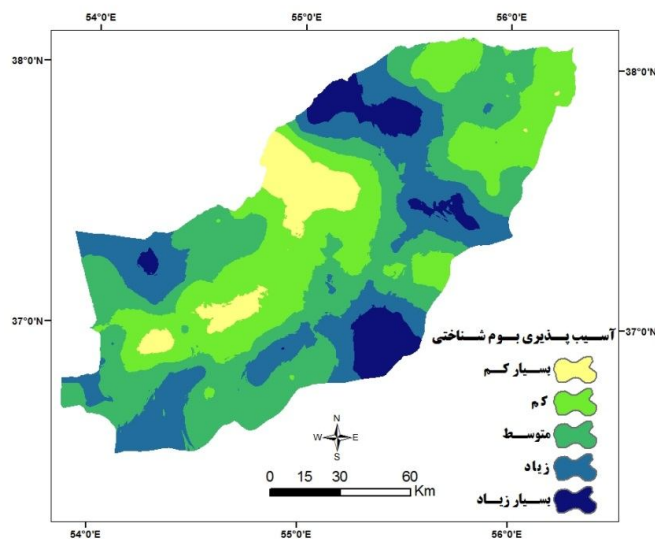 54°0'E 55°0'E 56°0'E
38°0'N 38°0'N
37°0'N 37°0'N
آسیب پذیری بوم شناختی
بسیار کم
کم
متوسط
زیاد
بسیار زیاد
N
W E
S
0 15 30 60
Km
54°0'E 55°0'E 56°0'E